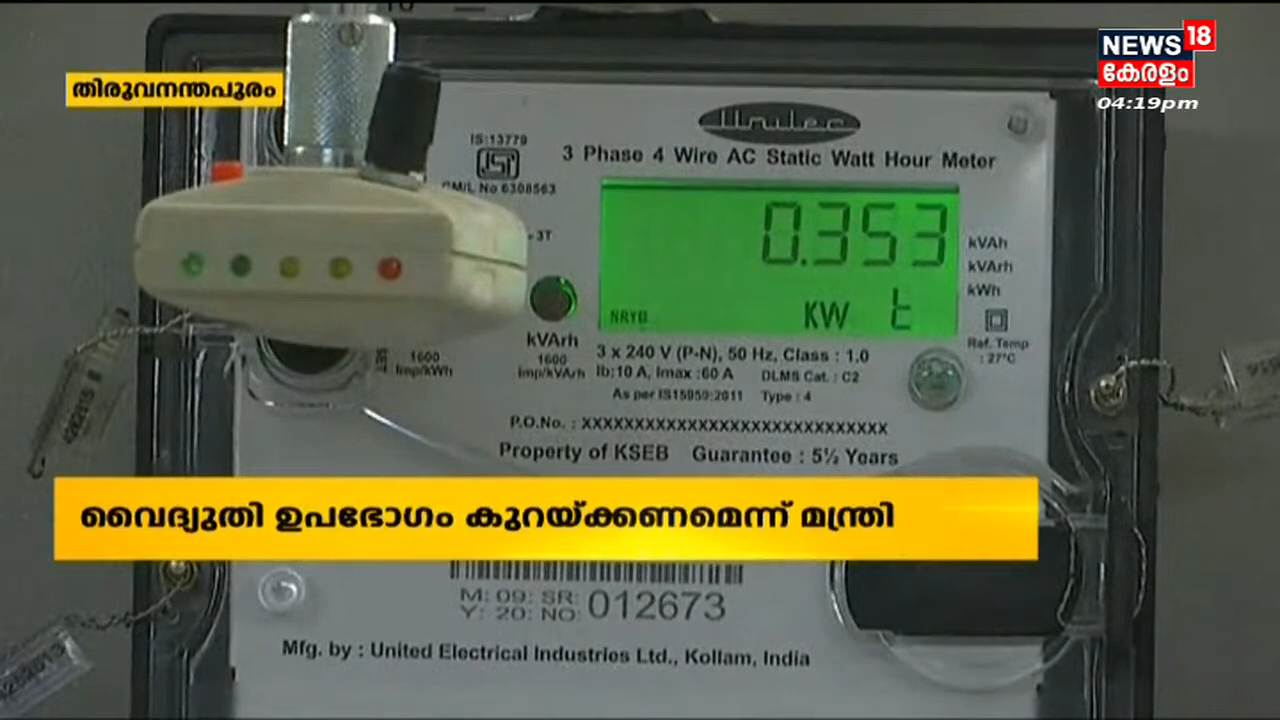 NEWS 18
കേരളം
04:19pm
തിരുവനന്തപുരം
IS:13779
CM/L No 6308563
3 Phase 4 Wire AC Static Watt Hour Meter
0.353
kVAh
kVArh
kWh
KW t
NRYB
- 3T
kVArh
1600
Imp/kWh
1600
Imp/kVArh
3 x 240 V (P-N), 50 Hz, Class : 1.0
Ib:10 A, Imax :60 A DLMS Cat. : C2
As per IS15959:2011 Type : 4
Ref. Temp
: 27°C
P.O.No. : XXXXXXXXXXXXXXXXXXXXXXXXXXX
Property of KSEB Guarantee : 5½ Years
വൈദ്യുതി ഉപഭോഗം കുറയ്ക്കണമെന്ന് മന്ത്രി
M: 09: SR:
Y: 20: NO: 012673
Mfg. by : United Electrical Industries Ltd., Kollam, India